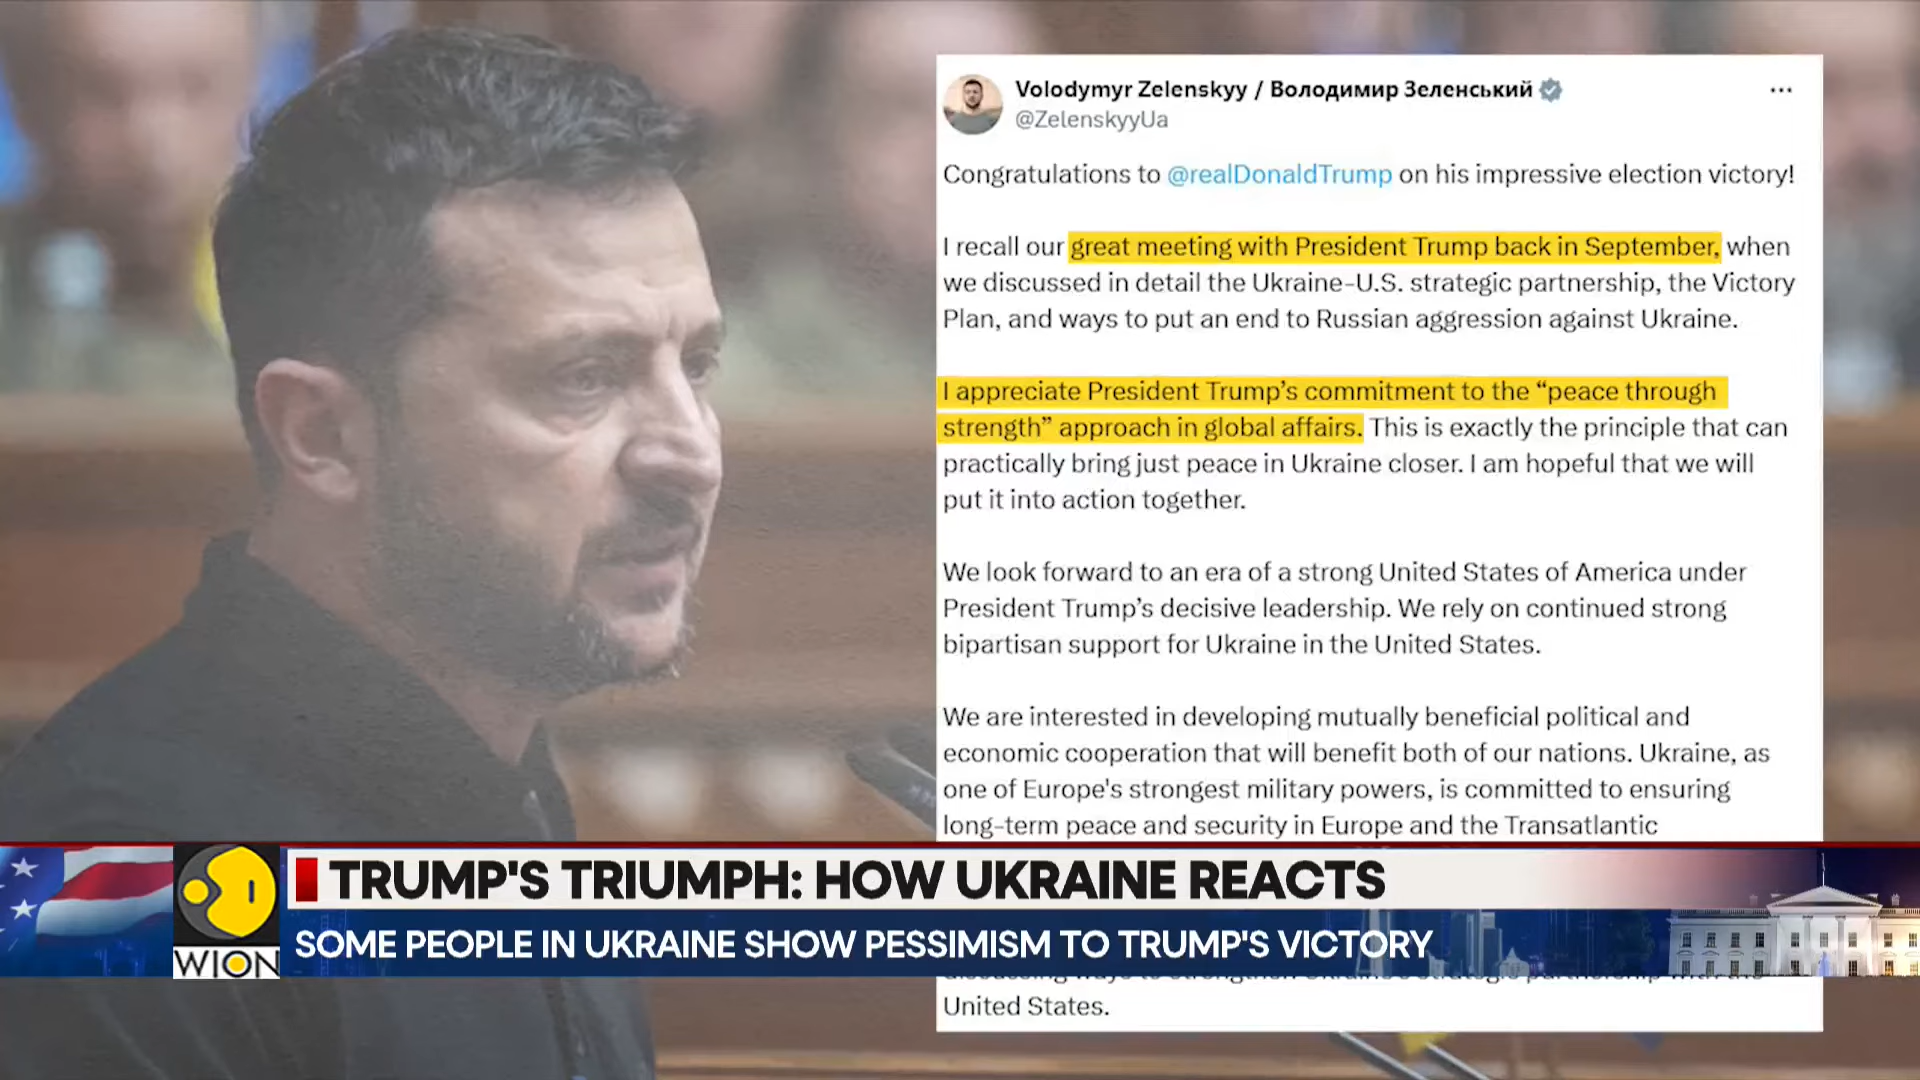 Volodymyr Zelenskyy / Володимир Зеленський
@ZelenskyyUa
Congratulations to @realDonaldTrump on his impressive election victory!
I recall our great meeting with President Trump back in September, when
we discussed in detail the Ukraine-U.S. strategic partnership, the Victory
Plan, and ways to put an end to Russian aggression against Ukraine.
I appreciate President Trump’s commitment to the “peace through
strength” approach in global affairs. This is exactly the principle that can
practically bring just peace in Ukraine closer. I am hopeful that we will
put it into action together.
We look forward to an era of a strong United States of America under
President Trump’s decisive leadership. We rely on continued strong
bipartisan support for Ukraine in the United States.
We are interested in developing mutually beneficial political and
economic cooperation that will benefit both of our nations. Ukraine, as
one of Europe's strongest military powers, is committed to ensuring
long-term peace and security in Europe and the Transatlantic
United States.
TRUMP'S TRIUMPH: HOW UKRAINE REACTS
SOME PEOPLE IN UKRAINE SHOW PESSIMISM TO TRUMP'S VICTORY
WION